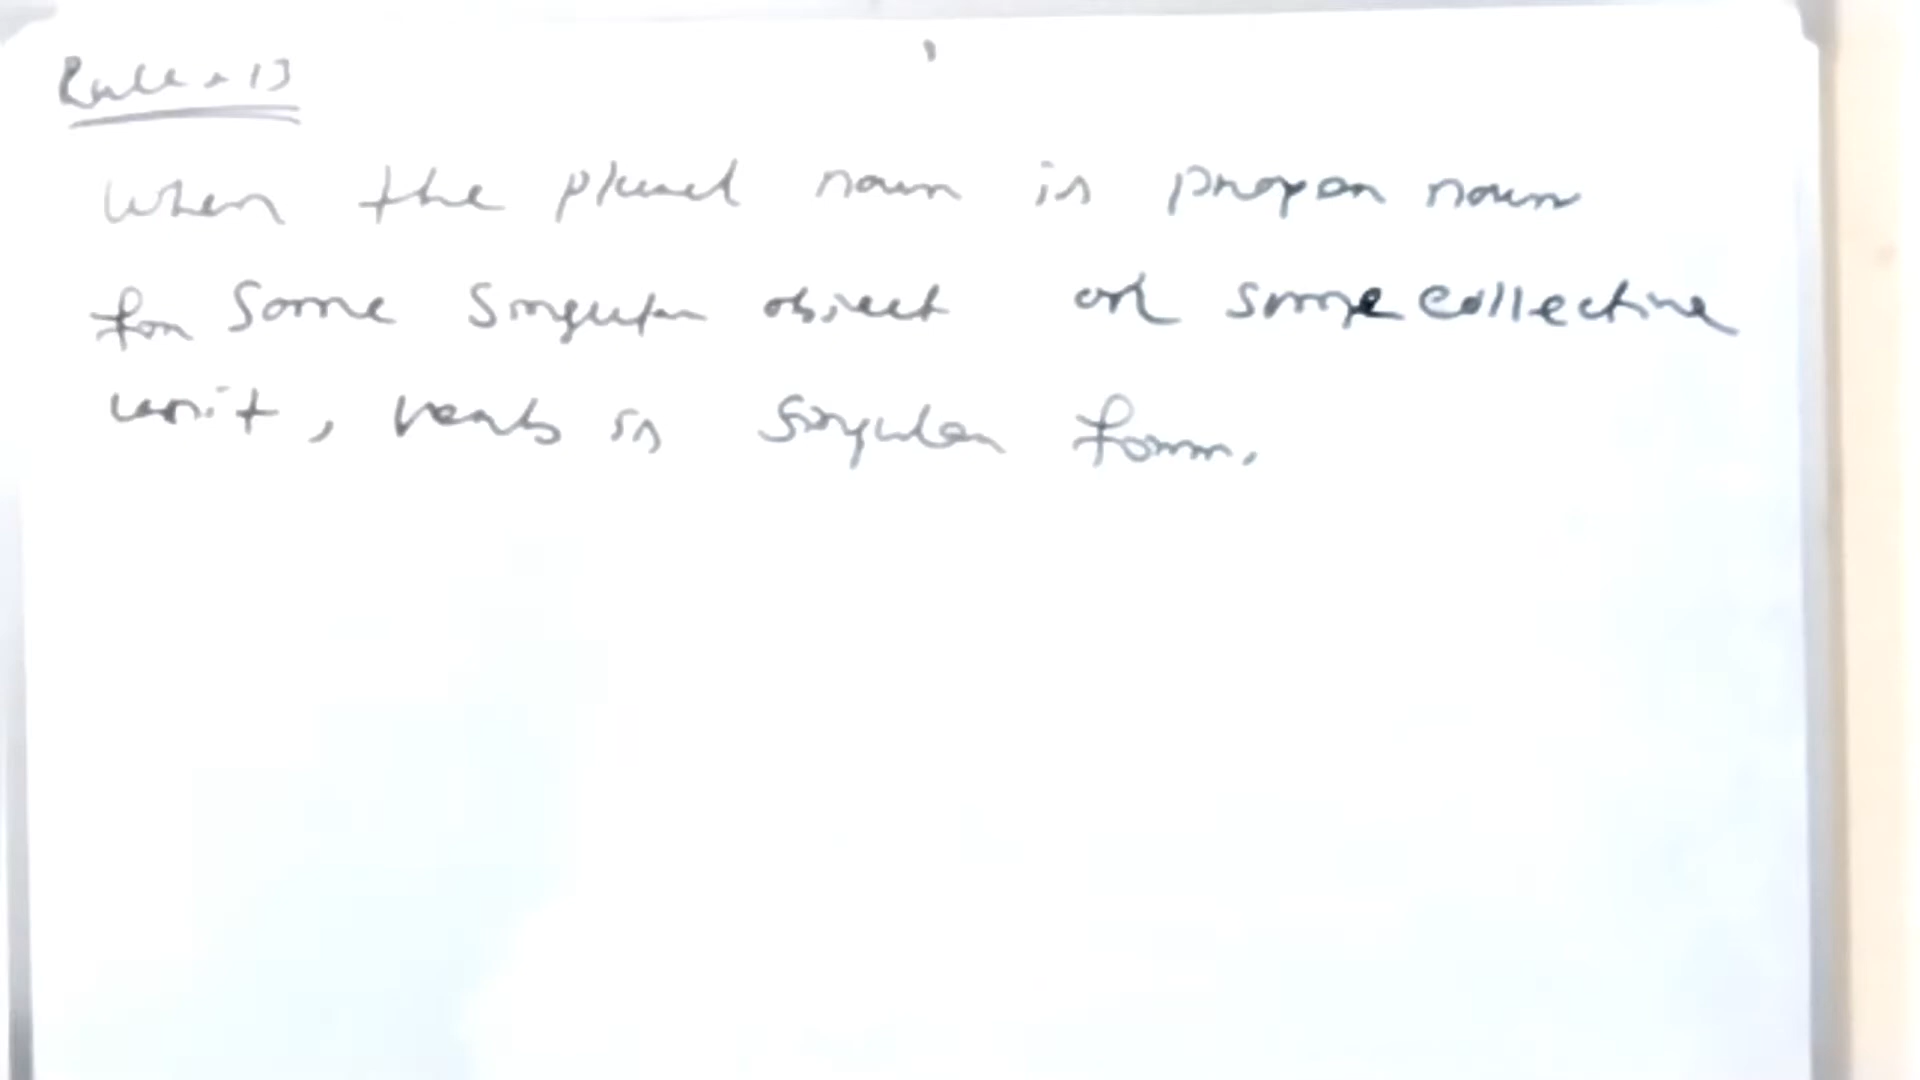 Rule - 13
When the plural noun is proper noun
for some singular object or some collective
unit, verb is singular form.